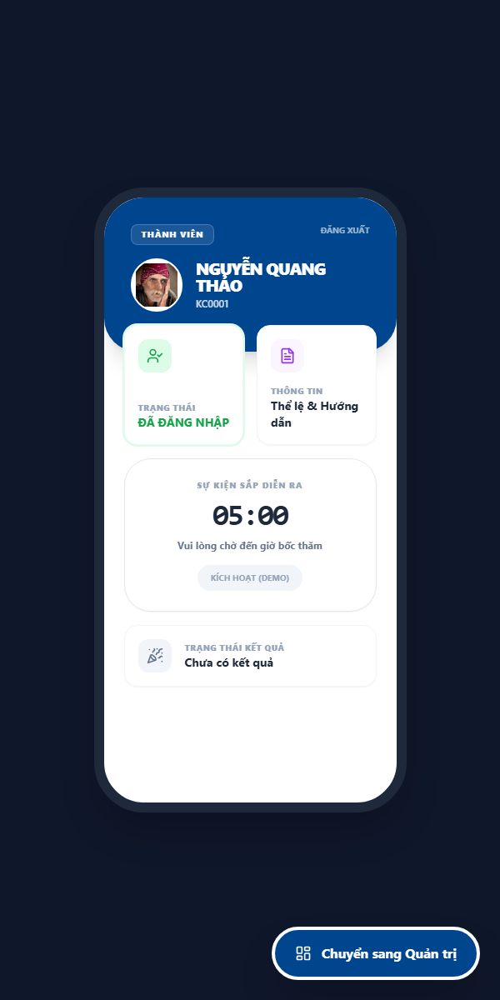 THÀNH VIÊN
ĐĂNG XUẤT
NGUYỄN QUANG
THẢO
KC0001
TRẠNG THÁI
ĐÃ ĐĂNG NHẬP
THÔNG TIN
Thể lệ & Hướng
dẫn
SỰ KIỆN SẮP DIỄN RA
05:00
Vui lòng chờ đến giờ bốc thăm
KÍCH HOẠT (DEMO)
TRẠNG THÁI KẾT QUẢ
Chưa có kết quả
Chuyển sang Quản trị